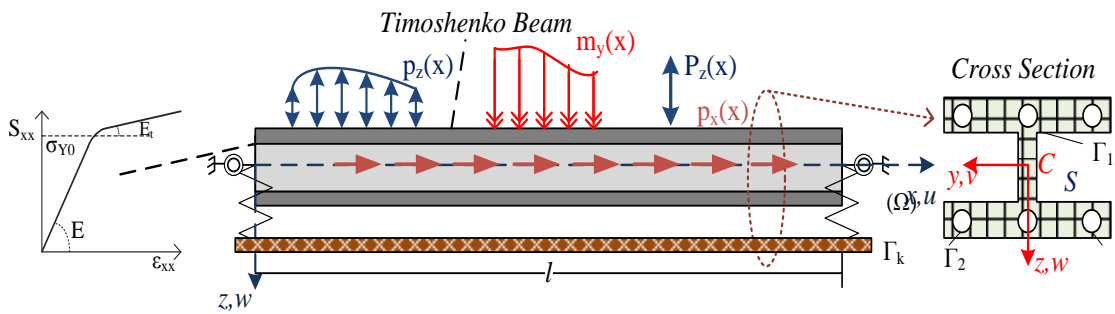 Timoshenko Beam
p_z(x)
m_y(x)
P_z(x)
p_x(x)
Cross Section
S_xx
σ_Y0
E_t
E
ε_xx
x,u
(Ω)
y,v
C
S
Γ_1
Γ_2
z,w
Γ_k
l
z,w